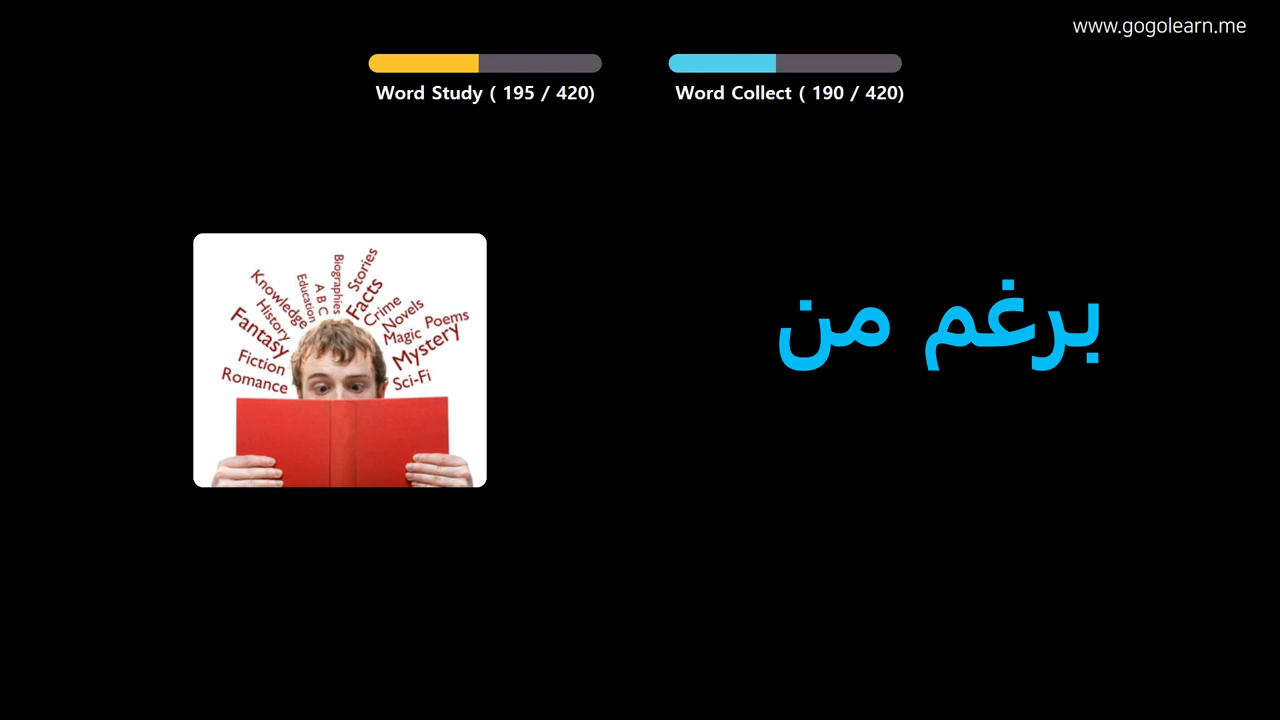 www.gogolearn.me
Word Study ( 195 / 420)
Word Collect ( 190 / 420)
برغم من
Stories
Biographies
Facts
A B C
Education
Knowledge
Crime
History
Novels
Poems
Fantasy
Magic
Mystery
Fiction
Sci-Fi
Romance